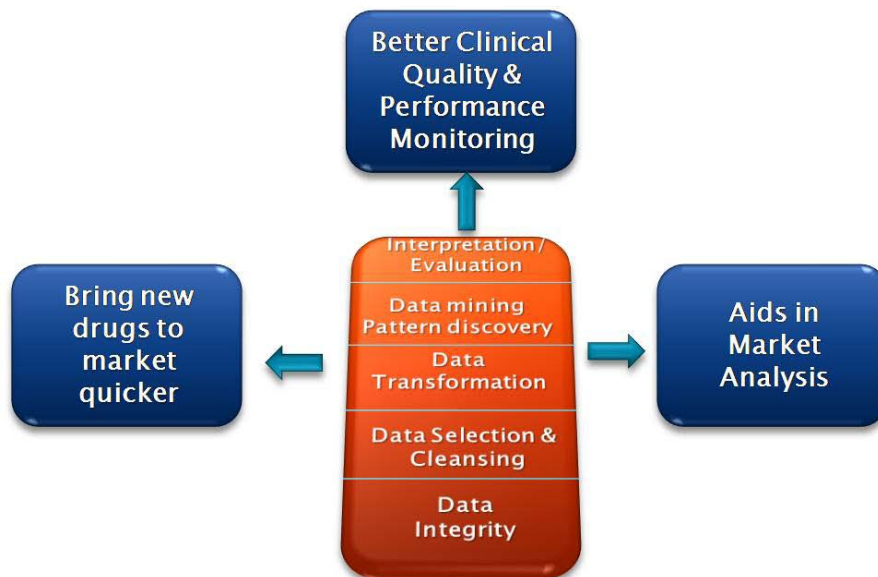 Better Clinical
Quality &
Performance
Monitoring
Interpretation /
Evaluation
Data mining
Pattern discovery
Data
Transformation
Data Selection &
Cleansing
Data
Integrity
Bring new
drugs to
market
quicker
Aids in
Market
Analysis